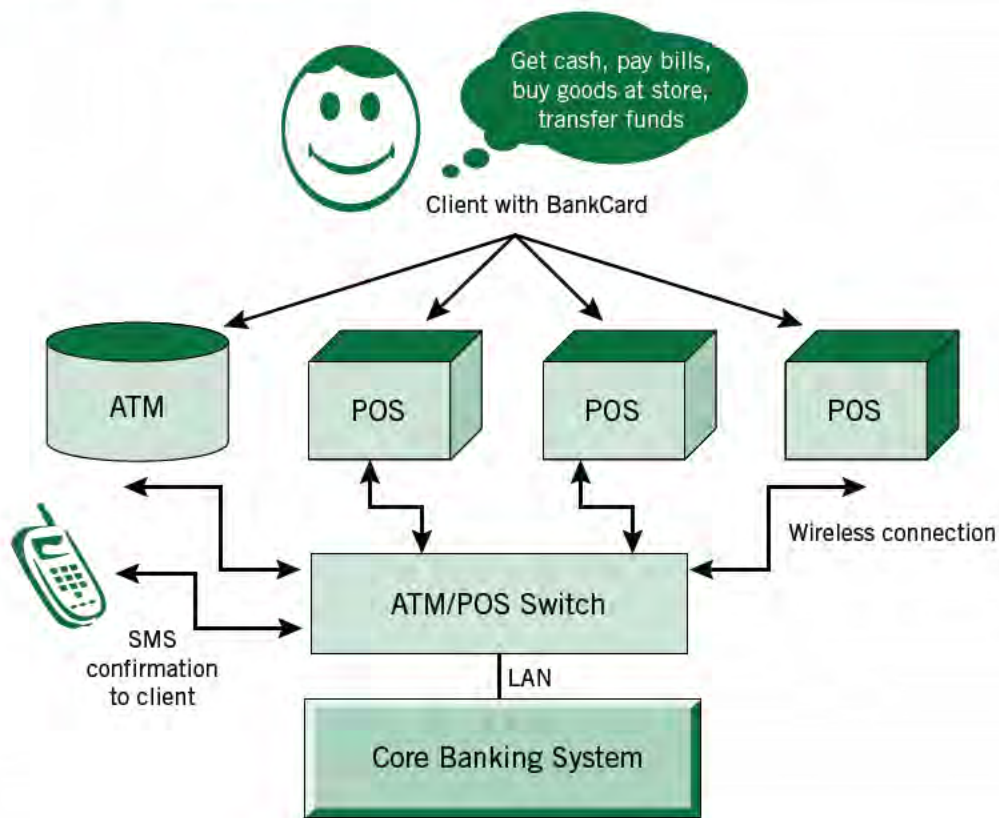 Get cash, pay bills,
buy goods at store,
transfer funds
Client with BankCard
ATM
POS
POS
POS
Wireless connection
ATM/POS Switch
SMS
confirmation
to client
LAN
Core Banking System